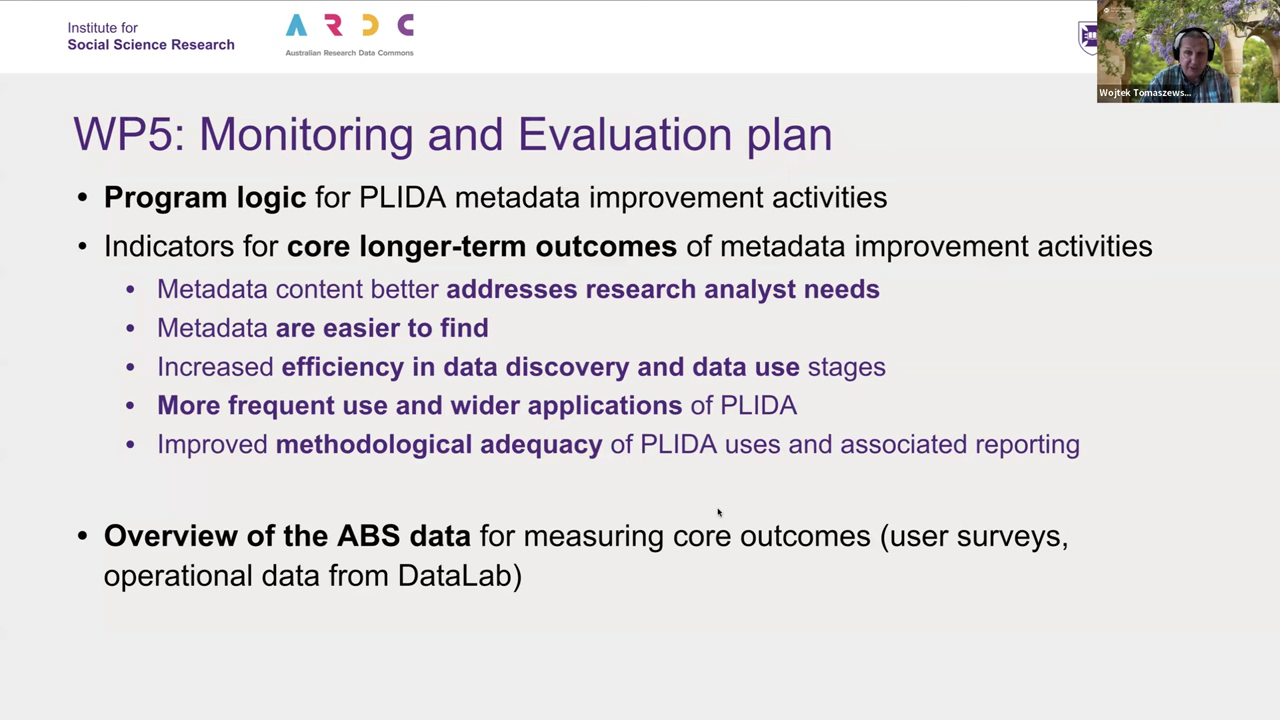 Institute for
Social Science Research
A R D C
Australian Research Data Commons
Wojtek Tomaszews...
WP5: Monitoring and Evaluation plan
• Program logic for PLIDA metadata improvement activities
• Indicators for core longer-term outcomes of metadata improvement activities
• Metadata content better addresses research analyst needs
• Metadata are easier to find
• Increased efficiency in data discovery and data use stages
• More frequent use and wider applications of PLIDA
• Improved methodological adequacy of PLIDA uses and associated reporting
• Overview of the ABS data for measuring core outcomes (user surveys,
operational data from DataLab)